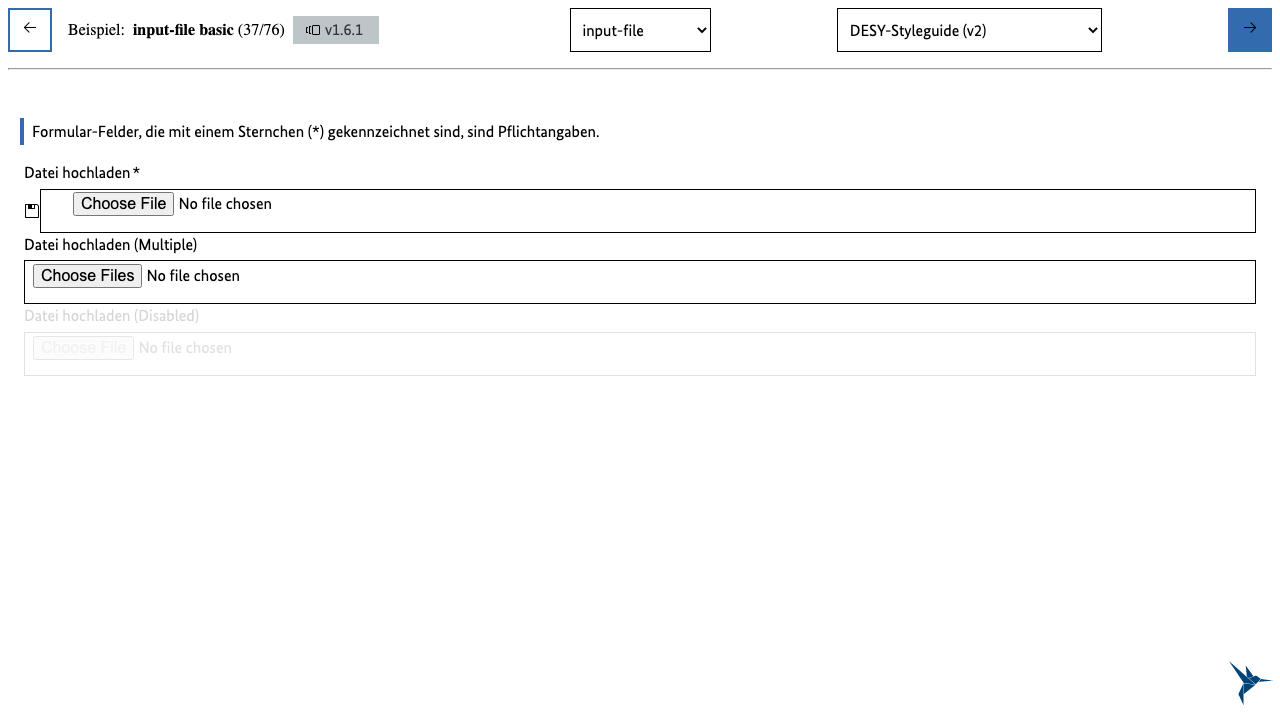 Beispiel: input-file basic (37/76) v1.6.1 input-file DESY-Styleguide (v2)
Formular-Felder, die mit einem Sternchen (*) gekennzeichnet sind, sind Pflichtangaben.
Datei hochladen *
Choose File No file chosen
Datei hochladen (Multiple)
Choose Files No file chosen
Datei hochladen (Disabled)
Choose File No file chosen